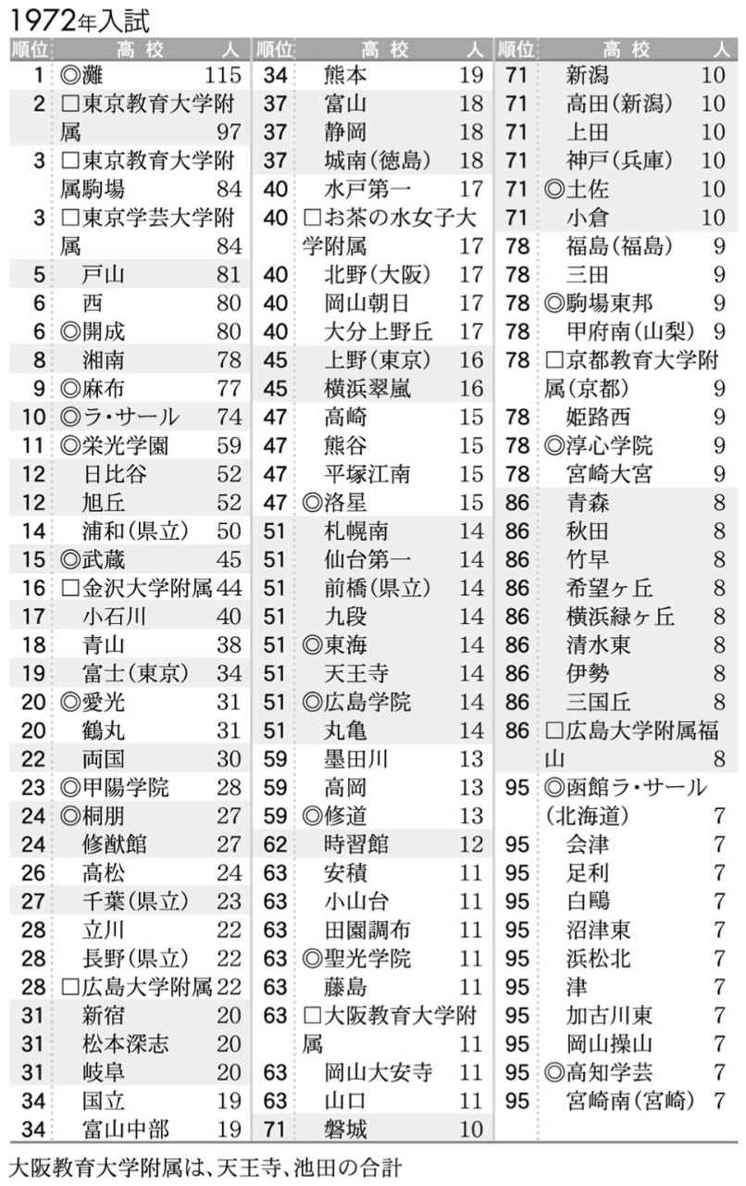 1972年入試
順位 高校 人
1 ◎灘 115
2 □東京教育大学附
属 97
3 □東京教育大学附
属駒場 84
3 □東京学芸大学附
属 84
5 戸山 81
6 西 80
6 ◎開成 80
8 湘南 78
9 ◎麻布 77
10 ◎ラ・サール 74
11 ◎栄光学園 59
12 日比谷 52
12 旭丘 52
14 浦和(県立) 50
15 ◎武蔵 45
16 □金沢大学附属 44
17 小石川 40
18 青山 38
19 富士(東京) 34
20 ◎愛光 31
20 鶴丸 31
22 両国 30
23 ◎甲陽学院 28
24 ◎桐朋 27
24 修猷館 27
26 高松 24
27 千葉(県立) 23
28 立川 22
28 長野(県立) 22
28 □広島大学附属 22
31 新宿 20
31 松本深志 20
31 岐阜 20
34 国立 19
34 富山中部 19
順位 高校 人
34 熊本 19
37 富山 18
37 静岡 18
37 城南(徳島) 18
40 水戸第一 17
40 □お茶の水女子大
学附属 17
40 北野(大阪) 17
40 岡山朝日 17
40 大分上野丘 17
45 上野(東京) 16
45 横浜翠嵐 16
47 高崎 15
47 熊谷 15
47 平塚江南 15
47 ◎洛星 15
51 札幌南 14
51 仙台第一 14
51 前橋(県立) 14
51 九段 14
51 ◎東海 14
51 天王寺 14
51 ◎広島学院 14
51 丸亀 14
59 墨田川 13
59 高岡 13
59 ◎修道 13
62 時習館 12
63 安積 11
63 小山台 11
63 田園調布 11
63 ◎聖光学院 11
63 藤島 11
63 □大阪教育大学附
属 11
63 岡山大安寺 11
63 山口 11
71 磐城 10
順位 高校 人
71 新潟 10
71 高田(新潟) 10
71 上田 10
71 神戸(兵庫) 10
71 ◎土佐 10
71 小倉 10
78 福島(福島) 9
78 三田 9
78 ◎駒場東邦 9
78 甲府南(山梨) 9
78 □京都教育大学附
属(京都) 9
78 姫路西 9
78 ◎淳心学院 9
78 宮崎大宮 9
86 青森 8
86 秋田 8
86 竹早 8
86 希望ヶ丘 8
86 横浜緑ヶ丘 8
86 清水東 8
86 伊勢 8
86 三国丘 8
86 □広島大学附属福
山 8
95 ◎函館ラ・サール
(北海道) 7
95 会津 7
95 足利 7
95 白鷗 7
95 沼津東 7
95 浜松北 7
95 津 7
95 加古川東 7
95 岡山操山 7
95 ◎高知学芸 7
95 宮崎南(宮崎) 7
大阪教育大学附属は、天王寺、池田の合計